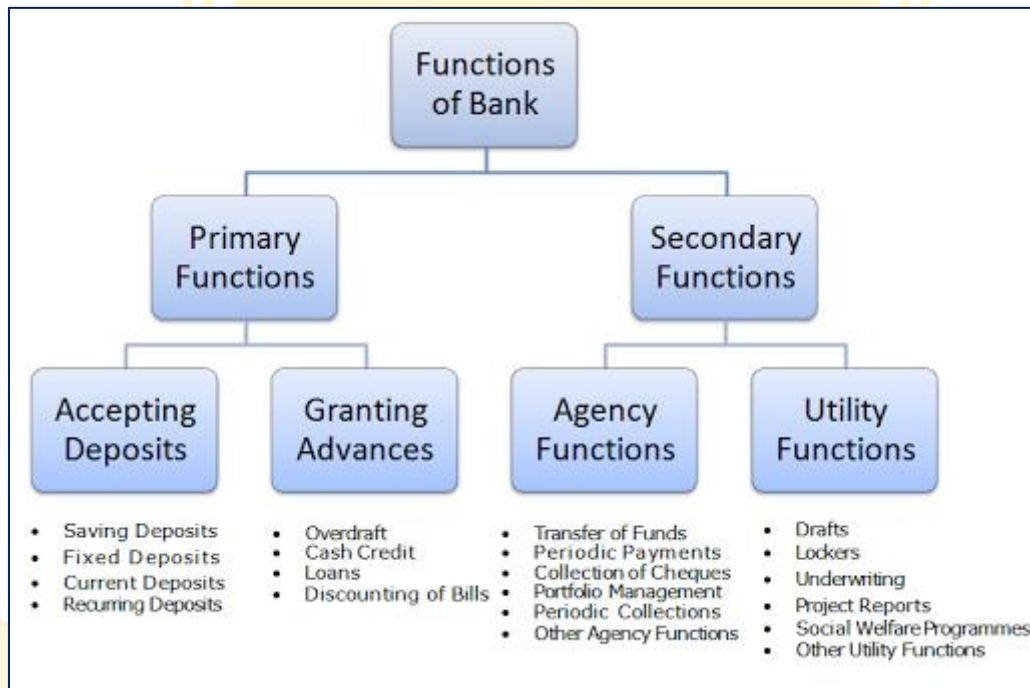 Functions
of Bank
Primary
Functions
Secondary
Functions
Accepting
Deposits
Granting
Advances
Agency
Functions
Utility
Functions
• Saving Deposits
• Fixed Deposits
• Current Deposits
• Recurring Deposits
• Overdraft
• Cash Credit
• Loans
• Discounting of Bills
• Transfer of Funds
• Periodic Payments
• Collection of Cheques
• Portfolio Management
• Periodic Collections
• Other Agency Functions
• Drafts
• Lockers
• Underwriting
• Project Reports
• Social Welfare Programmes
• Other Utility Functions